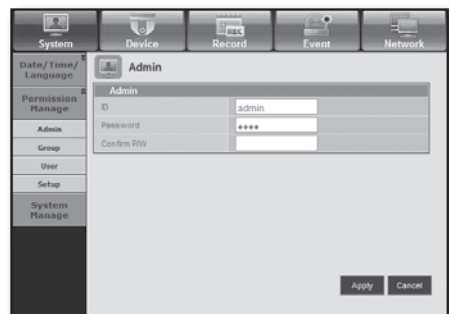 System Device Record Event Network
REC
Date/Time/
Language
Permission
Manage
Admin
Group
User
Setup
System
Manage
Admin
Admin
ID admin
Password ****
Confirm P/W
Apply Cancel